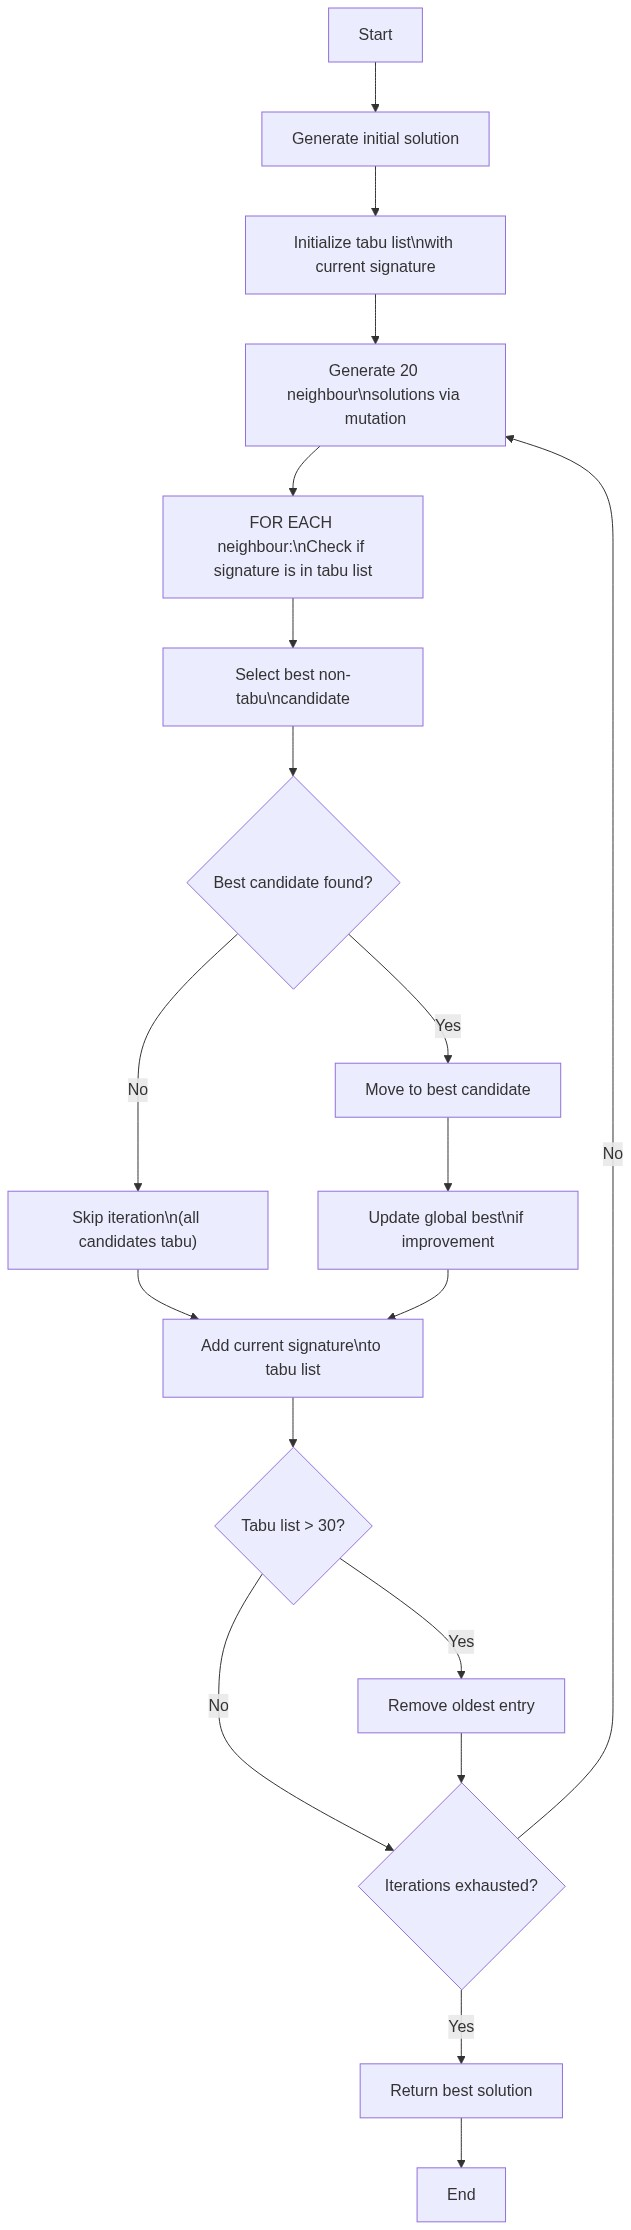 Start
Generate initial solution
Initialize tabu list\nwith
current signature
Generate 20
neighbour\nsolutions via
mutation
FOR EACH
neighbour:\nCheck if
signature is in tabu list
Select best non-
tabu\ncandidate
Best candidate found?
Yes
No
Move to best candidate
No
Skip iteration\n(all
candidates tabu)
Update global best\nif
improvement
Add current signature\nto
tabu list
Tabu list > 30?
Yes
No
Remove oldest entry
Iterations exhausted?
Yes
Return best solution
End